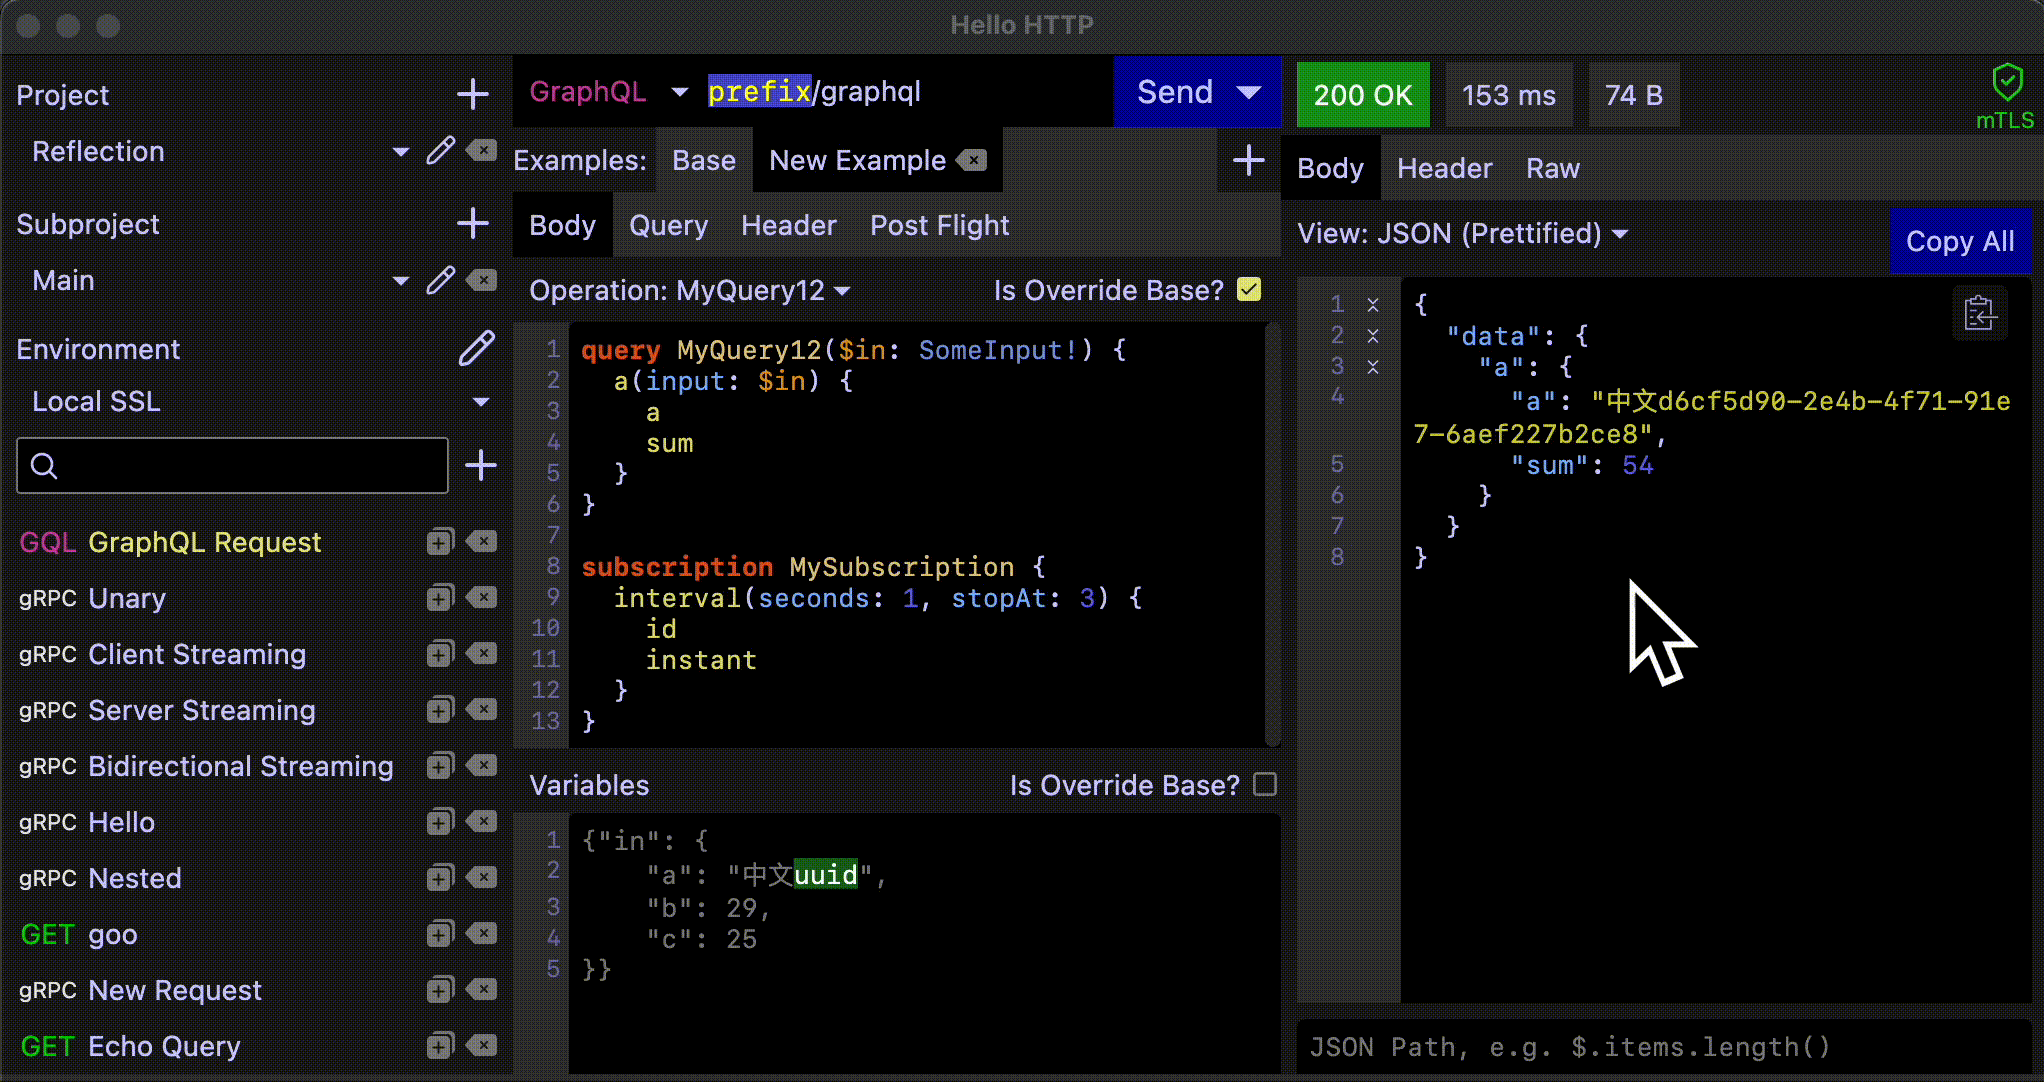 Hello HTTP
Project
Reflection
Subproject
Main
Environment
Local SSL
GQL GraphQL Request
gRPC Unary
gRPC Client Streaming
gRPC Server Streaming
gRPC Bidirectional Streaming
gRPC Hello
gRPC Nested
GET goo
gRPC New Request
GET Echo Query
GraphQL prefix/graphql Send
Examples: Base New Example
Body Query Header Post Flight
Operation: MyQuery12 Is Override Base?
1 query MyQuery12($in: SomeInput!) {
2 a(input: $in) {
3 a
4 sum
5 }
6 }
7
8 subscription MySubscription {
9 interval(seconds: 1, stopAt: 3) {
10 id
11 instant
12 }
13 }
Variables Is Override Base?
1 {"in": {
2 "a": "中文uuid",
3 "b": 29,
4 "c": 25
5 }}
200 OK 153 ms 74 B mTLS
Body Header Raw
View: JSON (Prettified) Copy All
1 {
2 "data": {
3 "a": {
4 "a": "中文d6cf5d90-2e4b-4f71-91e
7-6aef227b2ce8",
5 "sum": 54
6 }
7 }
8 }
JSON Path, e.g. $.items.length()